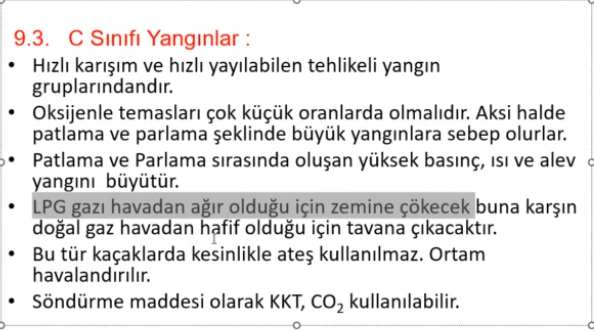 9.3. C Sınıfı Yangınlar :
• Hızlı karışım ve hızlı yayılabilen tehlikeli yangın
gruplarındandır.
• Oksijenle temasları çok küçük oranlarda olmalıdır. Aksi halde
patlama ve parlama şeklinde büyük yangınlara sebep olurlar.
• Patlama ve Parlama sırasında oluşan yüksek basınç, ısı ve alev
yangını büyütür.
• LPG gazı havadan ağır olduğu için zemine çökecek buna karşın
doğal gaz havadan hafif olduğu için tavana çıkacaktır.
• Bu tür kaçaklarda kesinlikle ateş kullanılmaz. Ortam
havalandırılır.
• Söndürme maddesi olarak KKT, CO₂ kullanılabilir.